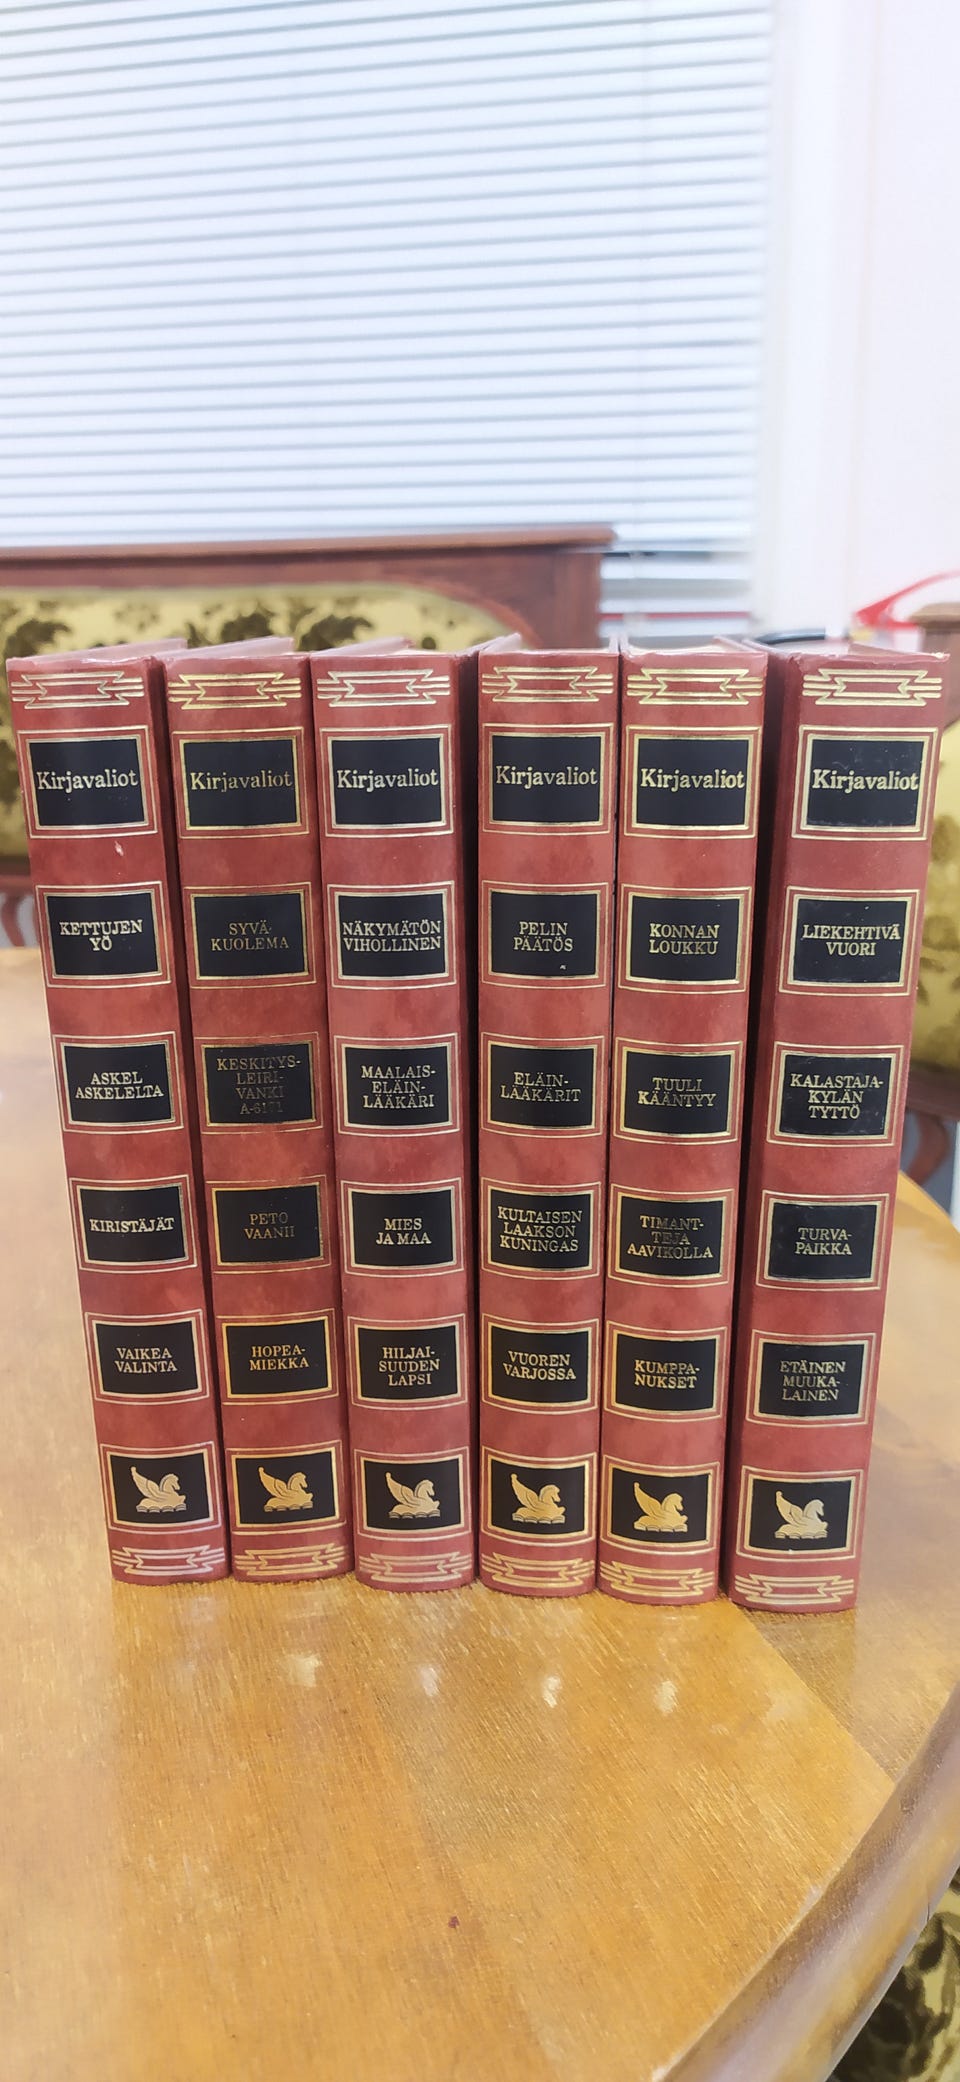 Kirjavaliot
KETTUJEN
YÖ
ASKEL
ASKELELTA
KIRISTÄJÄT
VAIKEA
VALINTA
Kirjavaliot
SYVÄ
KUOLEMA
KESKITYS-
LEIRI-
VANKI
A-6171
PETO
VAANII
HOPEA-
MIEKKA
Kirjavaliot
NÄKYMÄTÖN
VIHOLLINEN
MAALAIS-
ELÄIN-
LÄÄKÄRI
MIES
JA MAA
HILJAI-
SUUDEN
LAPSI
Kirjavaliot
PELIN
PÄÄTÖS
ELÄIN-
LÄÄKÄRIT
KULTAISEN
LAAKSON
KUNINGAS
VUOREN
VARJOSSA
Kirjavaliot
KONNAN
LOUKKU
TUULI
KÄÄNTYY
TIMANT-
TEJA
AAVIKOLLA
KUMPPA-
NUKSET
Kirjavaliot
LIEKEHTIVÄ
VUORI
KALASTAJA-
KYLÄN
TYTTÖ
TURVA-
PAIKKA
ETÄINEN
MUUKA-
LAINEN